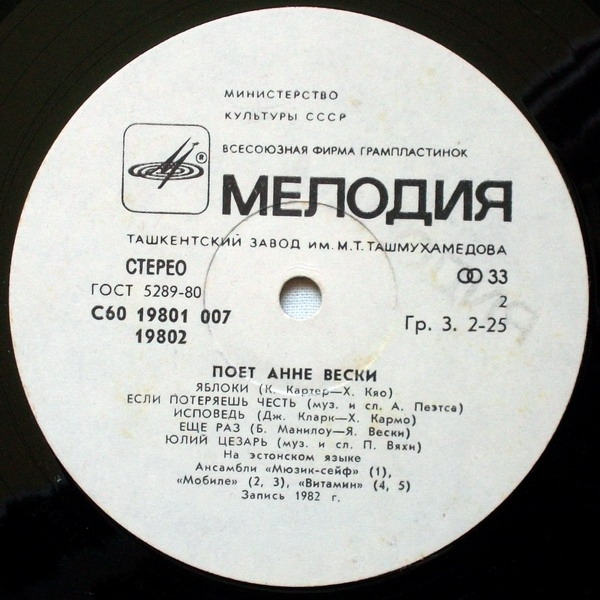 МИНИСТЕРСТВО
КУЛЬТУРЫ СССР
ВСЕСОЮЗНАЯ ФИРМА ГРАМПЛАСТИНОК
®
МЕЛОДИЯ
ТАШКЕНТСКИЙ ЗАВОД ИМ. М.Т. ТАШМУХАМЕДОВА
СТЕРЕО 33
ГОСТ 5289-80 2
С60 19801 007 Гр. 3. 2-25
19802
ПОЕТ АННЕ ВЕСКИ
ЯБЛОКИ (К. Картер—Х. Кяо)
ЕСЛИ ПОТЕРЯЕШЬ ЧЕСТЬ (муз. и сл. А. Пеэтса)
ИСПОВЕДЬ (Дж. Кларк—Х. Кармо)
ЕЩЕ РАЗ (Б. Манилоу—Я. Вески)
ЮЛИЙ ЦЕЗАРЬ (муз. и сл. П. Вяхи)
На эстонском языке
Ансамбли «Мюзик-сейф» (1),
«Мобиле» (2, 3), «Витамин» (4, 5)
Запись 1982 г.